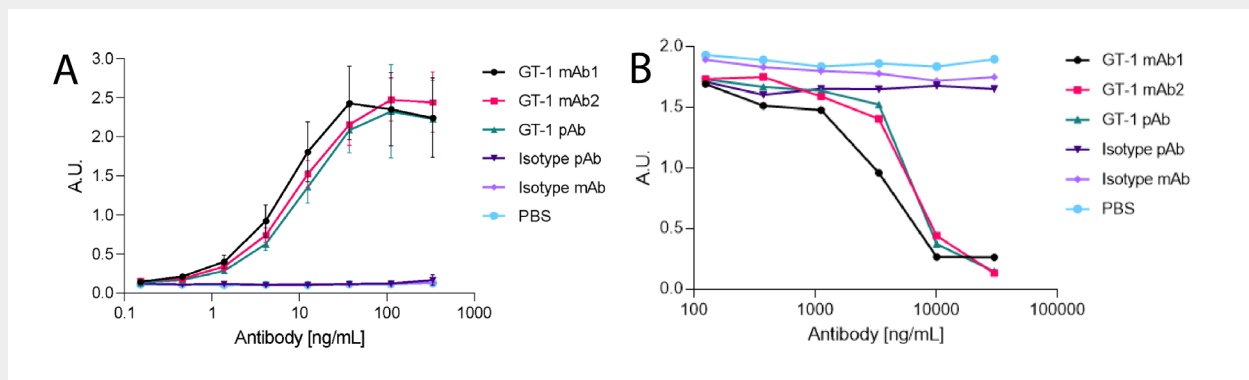 A
3.0
2.5
2.0
1.5
1.0
0.5
0.0
A.U.
0.1 1 10 100 1000
Antibody [ng/mL]
GT-1 mAb1
GT-1 mAb2
GT-1 pAb
Isotype pAb
Isotype mAb
PBS
B
2.0
1.5
1.0
0.5
0.0
A.U.
100 1000 10000 100000
Antibody [ng/mL]
GT-1 mAb1
GT-1 mAb2
GT-1 pAb
Isotype pAb
Isotype mAb
PBS